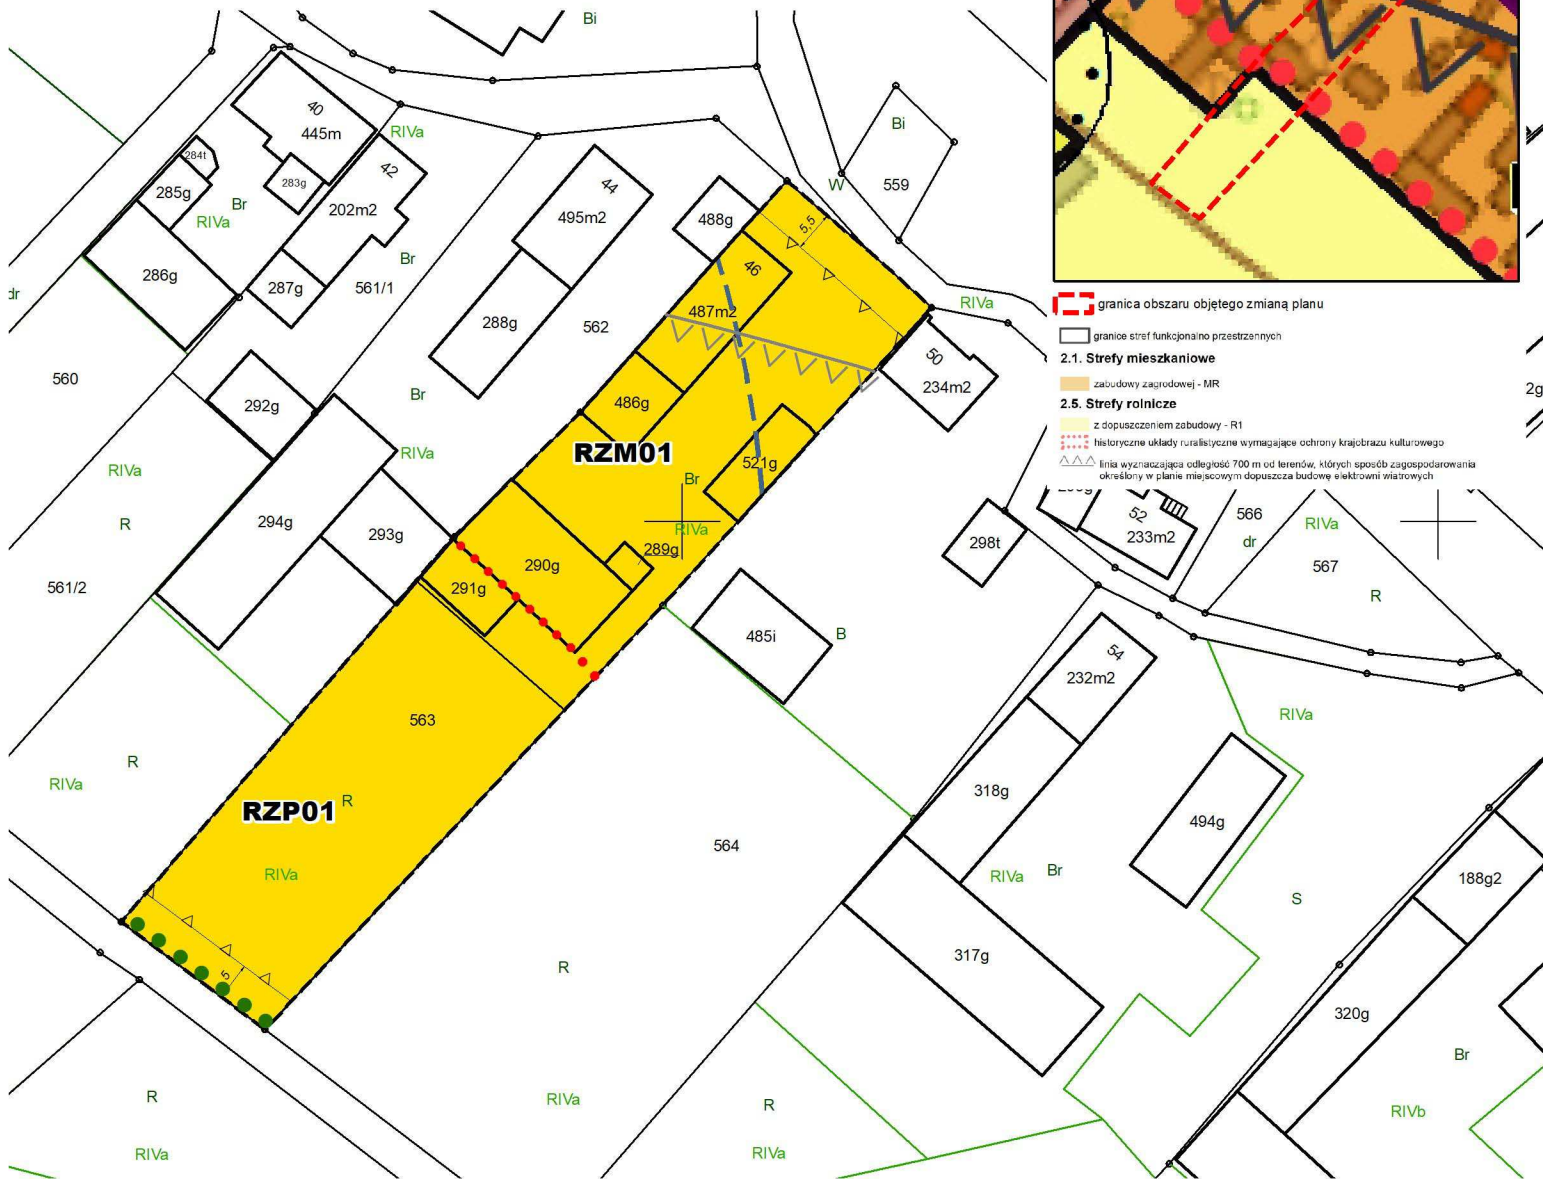 Bi
40
445m
RIVa
284t
285g
283g
42
202m2
Br
RIVa
286g
287g
Br
561/1
dr
44
495m2
288g
562
488g
46
487m2
5,5
W
Bi
559
RIVa
50
234m2
560
292g
Br
486g
RZM01
521g
Br
RIVa
RIVa
RIVa
R
294g
293g
561/2
291g
290g
289g
298t
52
233m2
566
dr
RIVa
567
R
485i
B
54
232m2
RIVa
563
R
RIVa
RZP01
R
RIVa
5
564
318g
494g
RIVa
Br
S
188g2
317g
320g
R
Br
RIVb
R
RIVa
RIVa
R
RIVa
2g
granica obszaru objętego zmianą planu
granice stref funkcjonalno przestrzennych
2.1. Strefy mieszkaniowe
zabudowy zagrodowej - MR
2.5. Strefy rolnicze
z dopuszczeniem zabudowy - R1
historyczne układy ruralistyczne wymagające ochrony krajobrazu kulturowego
linia wyznaczająca odległość 700 m od terenów, których sposób zagospodarowania
określony w planie miejscowym dopuszcza budowę elektrowni wiatrowych